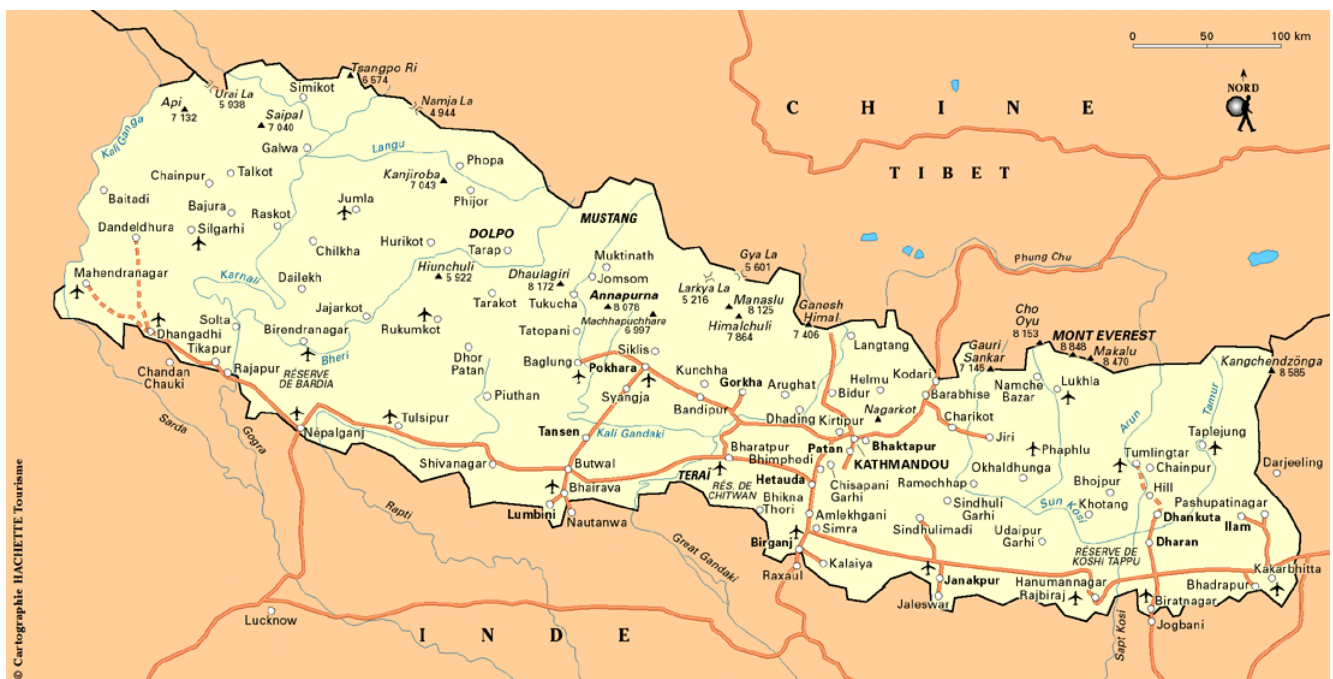 0 50 100 km
NORD
C H I N E
T I B E T
Tsangpo Ri
6 574
Urai La
5 938
Simikot
Namja La
4 944
Api
7 132
Saipal
7 040
Kali Ganga
Galwa
Langu
Phopa
Chainpur
Talkot
Kanjiroba
7 043
Phijor
Baitadi
Bajura
Jumla
Dandeldhura
Silgarhi
Raskot
MUSTANG
DOLPO
Chilkha
Hurikot
Tarap
Muktinath
Gya La
5 601
Phung Chu
Mahendranagar
Karnali
Dailekh
Hiunchuli
5 922
Dhaulagiri
8 172
Jomsom
Larkya La
5 216
Tarakot
Tukucha
Annapurna
8 078
Manaslu
8 125
Ganesh
Himal
7 406
Cho
Oyu
8 153
Jajarkot
Rukumkot
Machhapuchhare
6 997
Himalchuli
7 864
MONT EVEREST
8 848
Solta
Dhangadhi
Birendranagar
Tatopani
Langtang
Gauri
Sankar
7 145
Makalu
8 470
Kangchendzönga
8 585
Tikapur
Bheri
Dhor
Patan
Baglung
Siklis
Chandan
Chauki
Rajapur
RÉSERVE
DE BARDIA
Pokhara
Kunchha
Gorkha
Arughat
Helmu
Kodari
Namche
Bazar
Lukhla
Piuthan
Syangja
Bandipur
Bidur
Barabhise
Nagarkot
Tulsipur
Dhading
Kirtipur
Charikot
Arun
Tamur
Sarda
Gogra
Népalganj
Tansen
Kali Gandaki
Patan
Bhaktapur
Jiri
Taplejung
Bharatpur
Bhimphedi
KATHMANDOU
Phaphlu
Tumlingtar
Shivanagar
Butwal
TERAÏ
RÉS. DE
CHITWAN
Hetauda
Chisapani
Garhi
Okhaldhunga
Ramechhap
Chainpur
Darjeeling
Bhairava
Bhikna
Thori
Bhojpur
Hill
Rapti
Lumbini
Nautanwa
Amlekhgani
Sindhuli
Garhi
Sun Kosi
Khotang
Pashupatinagar
Simra
Sindhulimadi
Udaipur
Garhi
Dhankuta
Ilam
Great Gandaki
Birganj
Dharan
Raxaul
Kalaiya
RÉSERVE DE
KOSHI TAPPU
Janakpur
Hanumannagar
Kakarbhitta
Jaleswar
Rajbiraj
Bhadrapur
Biratnagar
Lucknow
Jogbani
Sapt Kosi
I N D E
© Cartographie HACHETTE Tourisme